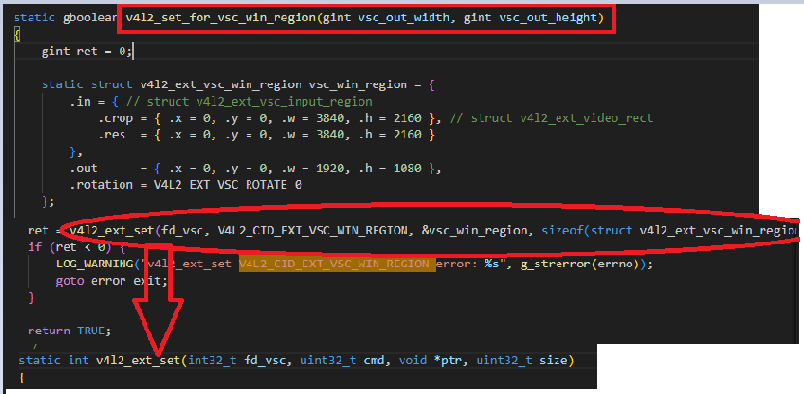 static gboolean v4l2_set_for_vsc_win_region(gint vsc_out_width, gint vsc_out_height)
{
gint ret = 0;
static struct v4l2_ext_vsc_win_region vsc_win_region = {
.in = { // struct v4l2_ext_vsc_input_region
.crop = { .x = 0, .y = 0, .w = 3840, .h = 2160 }, // struct v4l2_ext_video_rect
.res = { .x = 0, .y = 0, .w = 3840, .h = 2160 }
},
.out = { .x = 0, .y = 0, .w = 1920, .h = 1080 },
.rotation = V4L2_EXT_VSC_ROTATE_0
};
ret = v4l2_ext_set(fd_vsc, V4L2_CID_EXT_VSC_WIN_REGION, &vsc_win_region, sizeof(struct v4l2_ext_vsc_win_region
if (ret < 0) {
LOG_WARNING("v4l2_ext_set V4L2_CID_EXT_VSC_WIN_REGION error: %s", g_strerror(errno));
goto error_exit;
}
return TRUE;
static int v4l2_ext_set(int32_t fd_vsc, uint32_t cmd, void *ptr, uint32_t size)
{